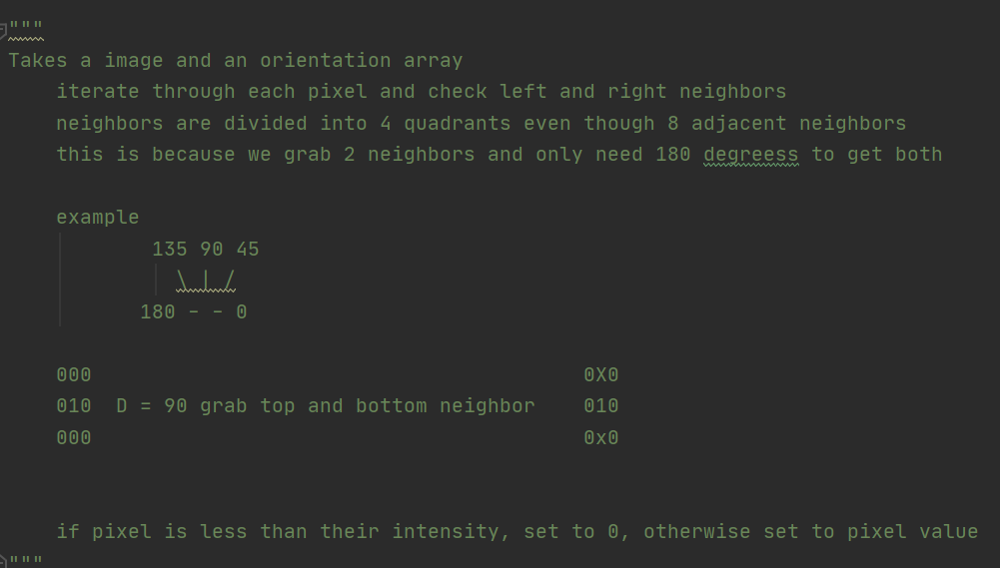 """
Takes a image and an orientation array
iterate through each pixel and check left and right neighbors
neighbors are divided into 4 quadrants even though 8 adjacent neighbors
this is because we grab 2 neighbors and only need 180 degreess to get both
example
135 90 45
\ | /
180 - - 0
000 0X0
010 D = 90 grab top and bottom neighbor 010
000 0x0
if pixel is less than their intensity, set to 0, otherwise set to pixel value
"""